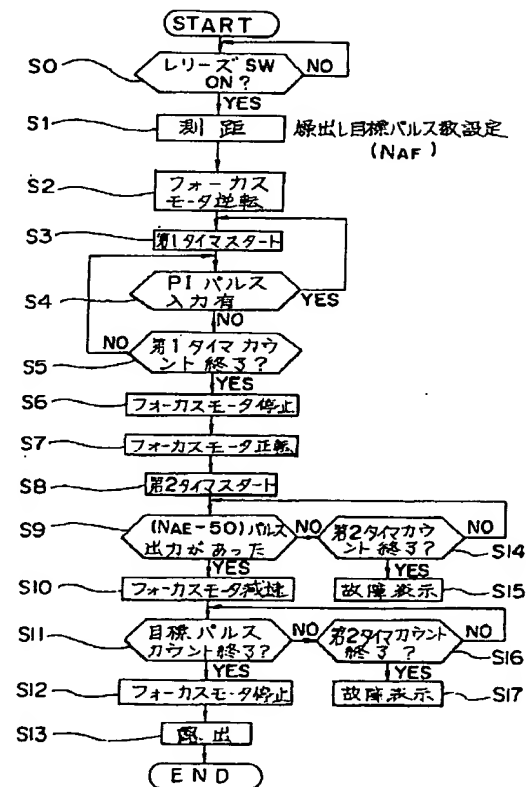 START
S0
レリーズSW
ON?
NO
YES
S1
測距
繰出し目標パルス数設定
(NAF)
S2
フォーカス
モータ逆転
S3
第1タイマスタート
S4
PIパルス
入力有
YES
NO
S5
NO
第1タイマカウ
ント終了?
YES
S6
フォーカスモータ停止
S7
フォーカスモータ正転
S8
第2タイマスタート
S9
(NAE-50)パルス
出力があった
NO
第2タイマカウ
ント終了?
NO
S14
YES
YES
S10
フォーカスモータ減速
故障表示
S15
S11
目標パルス
カウント終了?
NO
第2タイマカウント
終了?
NO
S16
YES
YES
S12
フォーカスモータ停止
故障表示
S17
S13
露出
END